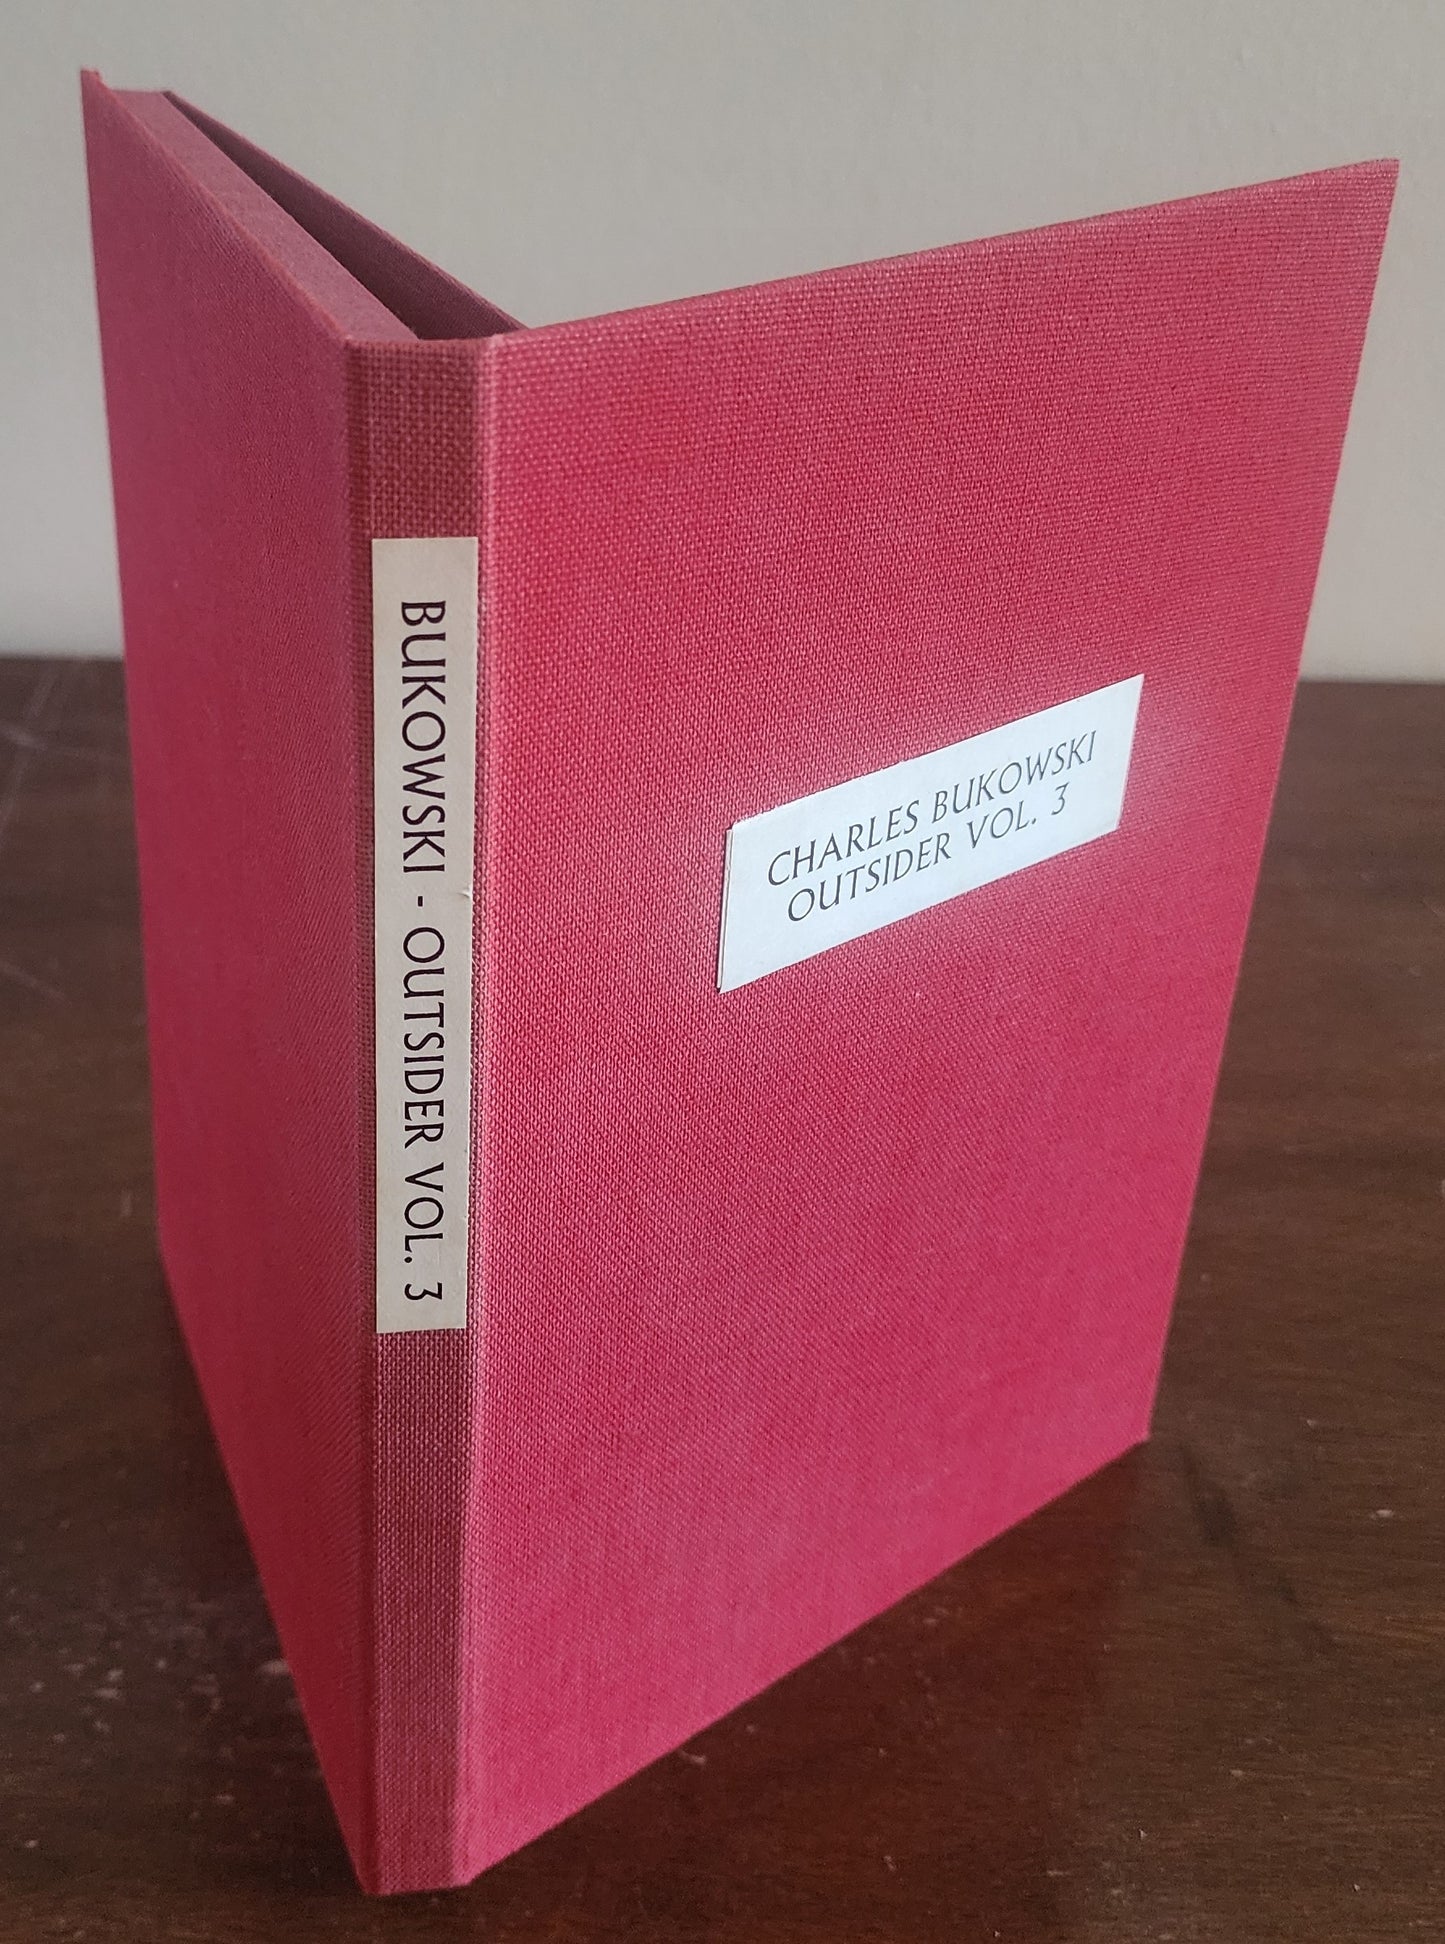 BUKOWSKI - OUTSIDER VOL. 3
CHARLES BUKOWSKI
OUTSIDER VOL. 3